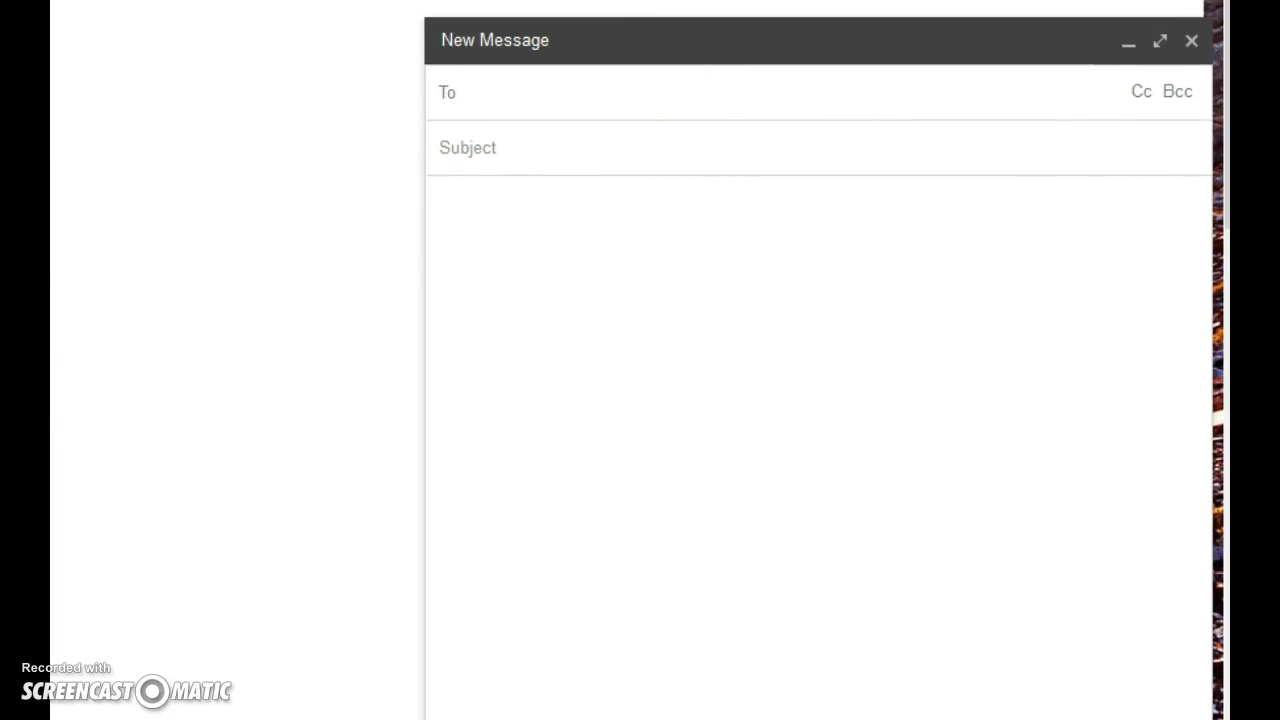 New Message
To
Cc Bcc
Subject
Recorded with
SCREENCAST MATIC